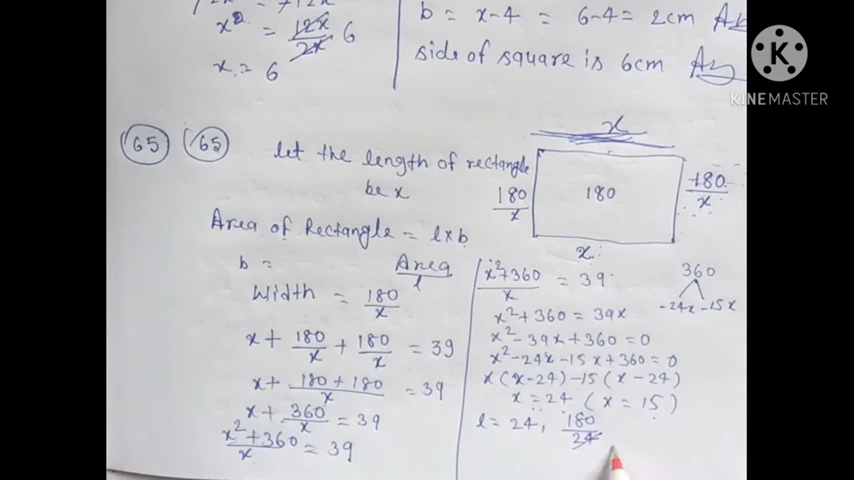 x² = 12x/2x 6
x = 6
b = x-4 = 6-4 = 2cm
side of square is 6cm
K
KINEMASTER
65 65 let the length of rectangle
be x
Area of Rectangle = l×b
b = Area/l
Width = 180/x
x + 180/x + 180/x = 39
x + 180+180/x = 39
x + 360/x = 39
x²+360/x = 39
x
180/x 180 180/x
x
x²+360/x = 39
360
-24x -15x
x²+360 = 39x
x²-39x+360=0
x²-24x-15x+360=0
x(x-24)-15(x-24)
x=24 (x=15)
l=24, 180/24